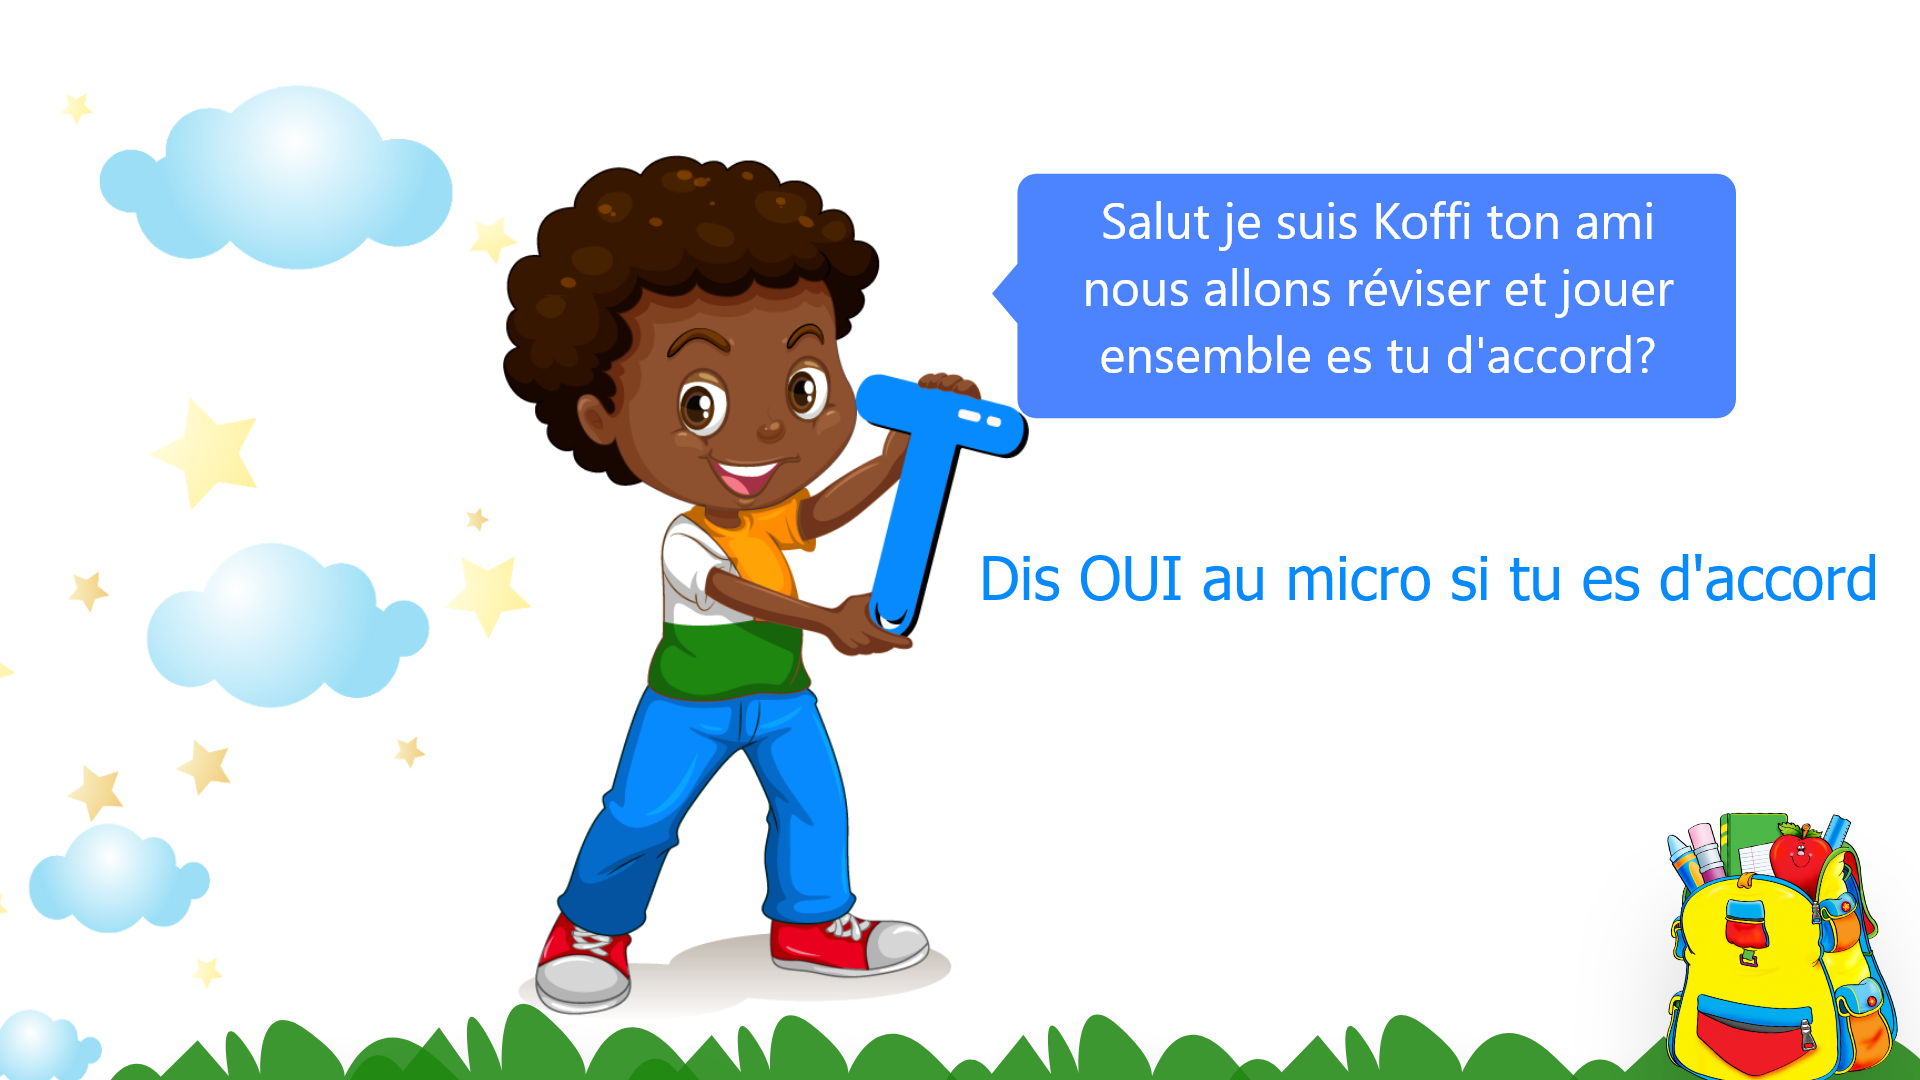 Salut je suis Koffi ton ami
nous allons réviser et jouer
ensemble es tu d'accord?
Dis OUI au micro si tu es d'accord